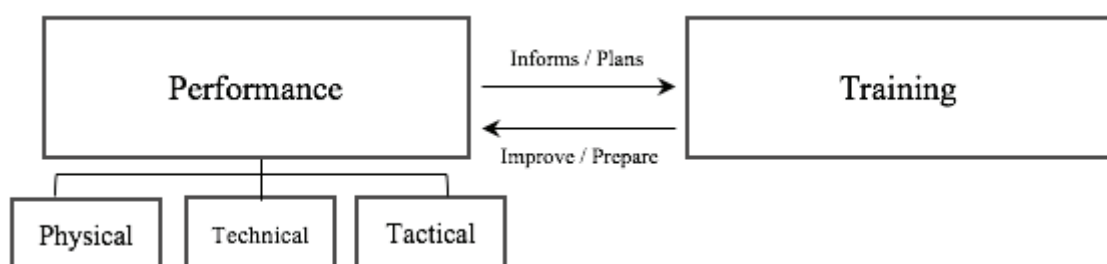 Informs / Plans
Performance
Training
Improve / Prepare
Physical
Technical
Tactical